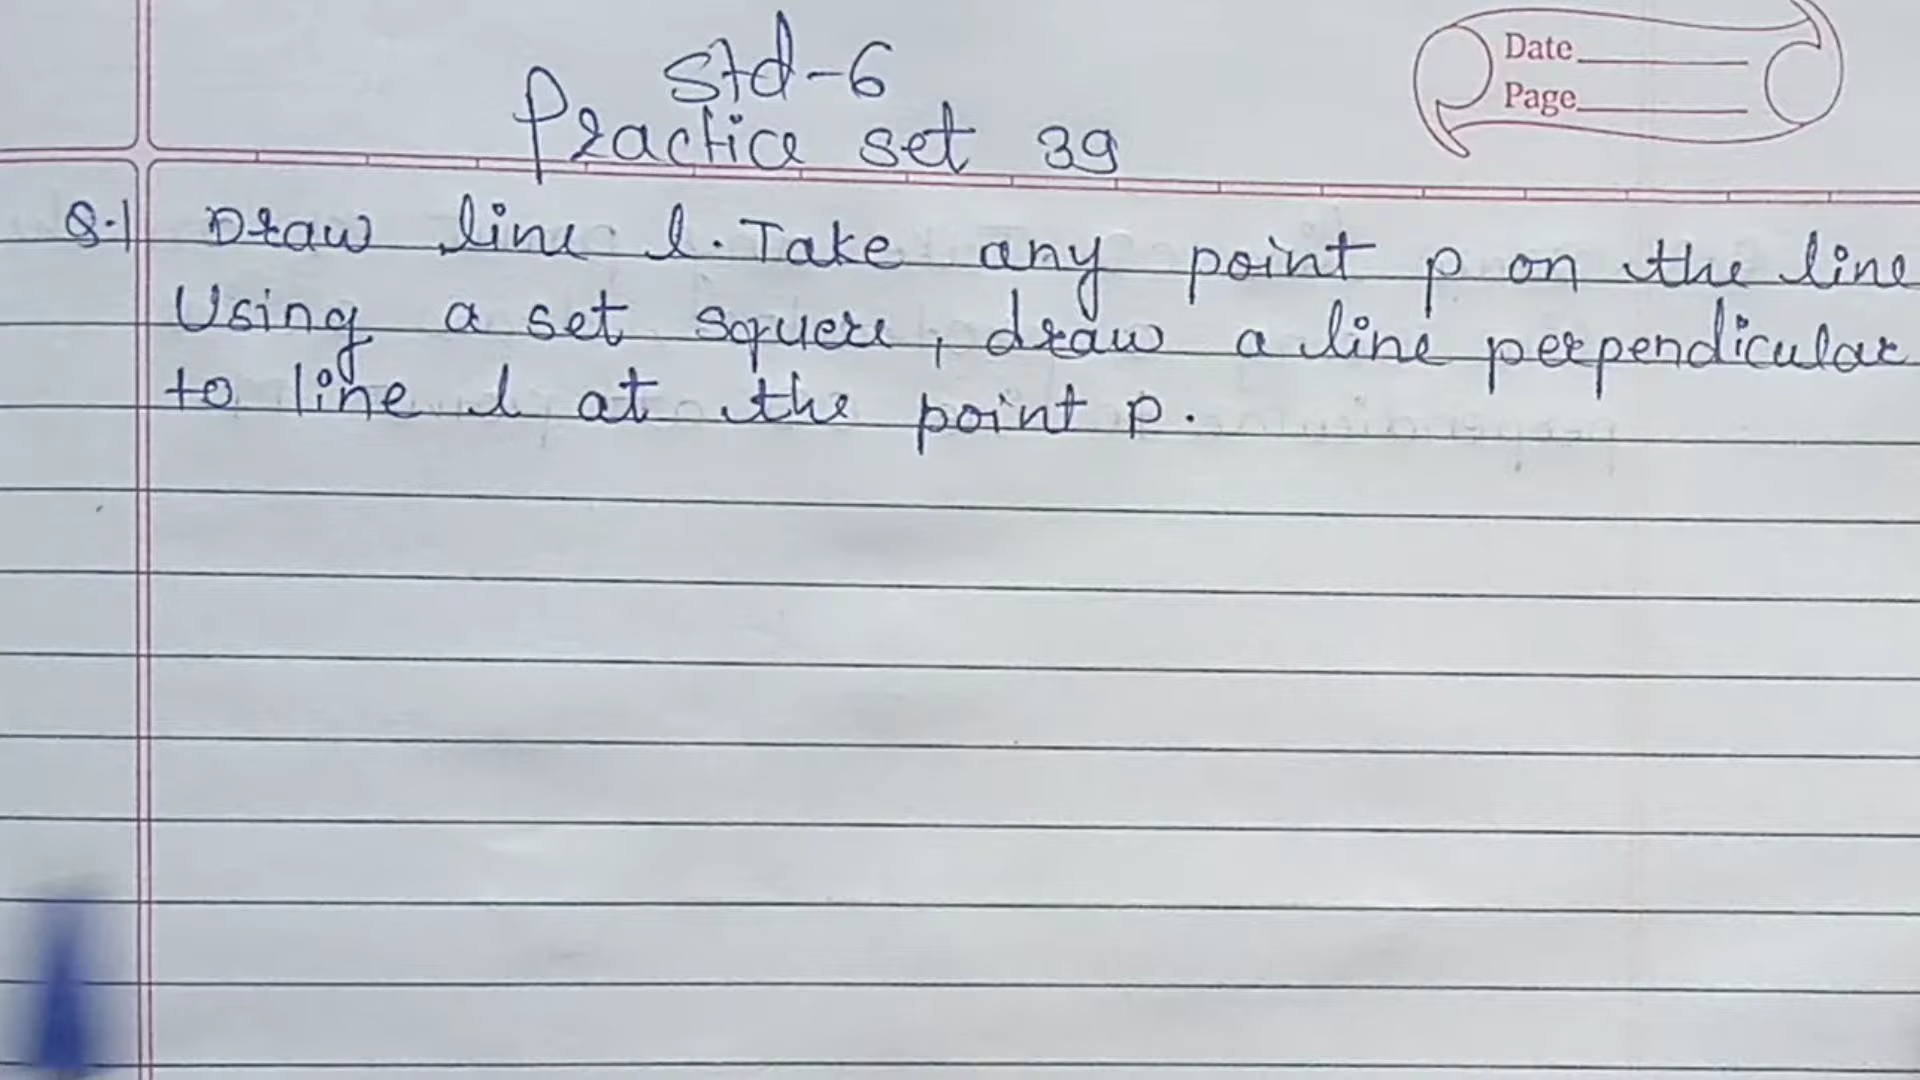 Std-6
Practice set 39
Date
Page
Q.1 Draw line l. Take any point p on the line
Using a set squere, draw a line perpendicular
to line l at the point p.